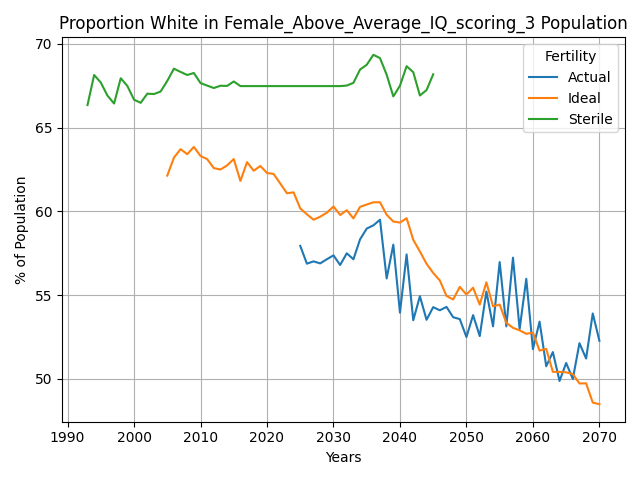 Proportion White in Female_Above_Average_IQ_scoring_3 Population
Fertility
Actual
Ideal
Sterile
% of Population
70
65
60
55
50
1990 2000 2010 2020 2030 2040 2050 2060 2070
Years